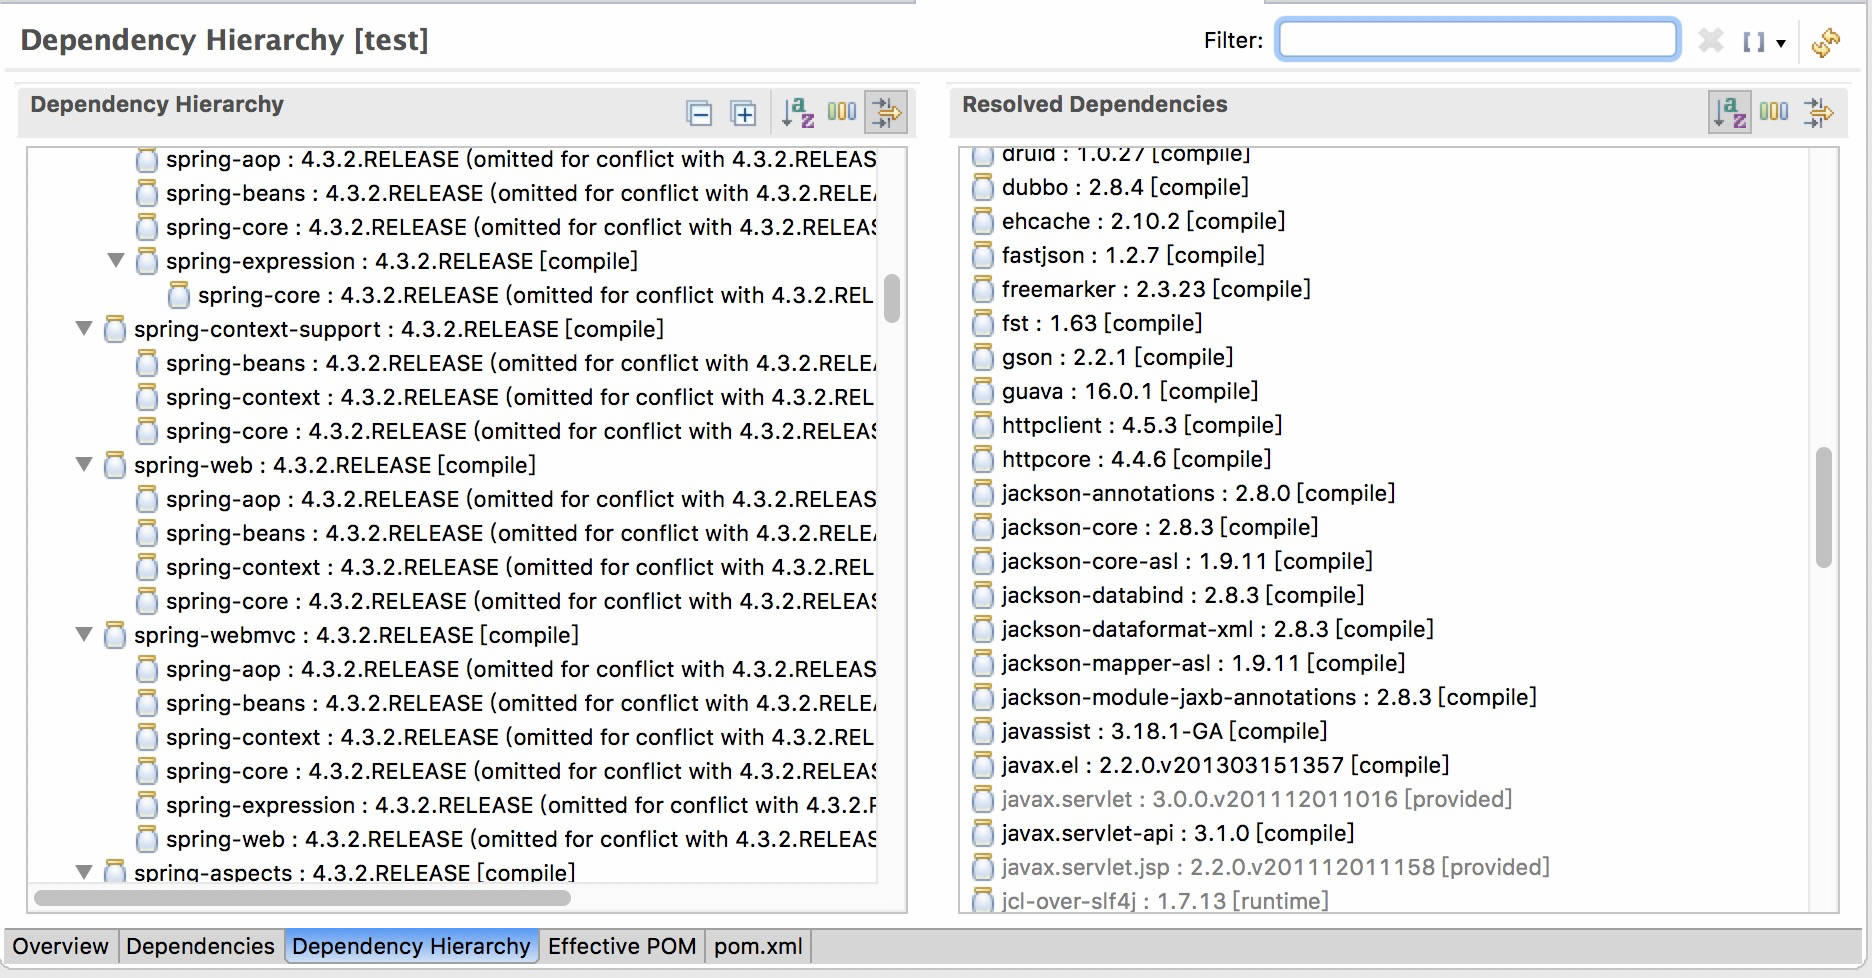 Dependency Hierarchy [test]
Filter:
Dependency Hierarchy
spring-aop : 4.3.2.RELEASE (omitted for conflict with 4.3.2.RELEAS
spring-beans : 4.3.2.RELEASE (omitted for conflict with 4.3.2.RELE
spring-core : 4.3.2.RELEASE (omitted for conflict with 4.3.2.RELEAS
spring-expression : 4.3.2.RELEASE [compile]
spring-core : 4.3.2.RELEASE (omitted for conflict with 4.3.2.REL
spring-context-support : 4.3.2.RELEASE [compile]
spring-beans : 4.3.2.RELEASE (omitted for conflict with 4.3.2.RELE
spring-context : 4.3.2.RELEASE (omitted for conflict with 4.3.2.REL
spring-core : 4.3.2.RELEASE (omitted for conflict with 4.3.2.RELEAS
spring-web : 4.3.2.RELEASE [compile]
spring-aop : 4.3.2.RELEASE (omitted for conflict with 4.3.2.RELEAS
spring-beans : 4.3.2.RELEASE (omitted for conflict with 4.3.2.RELE
spring-context : 4.3.2.RELEASE (omitted for conflict with 4.3.2.REL
spring-core : 4.3.2.RELEASE (omitted for conflict with 4.3.2.RELEAS
spring-webmvc : 4.3.2.RELEASE [compile]
spring-aop : 4.3.2.RELEASE (omitted for conflict with 4.3.2.RELEAS
spring-beans : 4.3.2.RELEASE (omitted for conflict with 4.3.2.RELE
spring-context : 4.3.2.RELEASE (omitted for conflict with 4.3.2.REL
spring-core : 4.3.2.RELEASE (omitted for conflict with 4.3.2.RELEAS
spring-expression : 4.3.2.RELEASE (omitted for conflict with 4.3.2.R
spring-web : 4.3.2.RELEASE (omitted for conflict with 4.3.2.RELEAS
spring-aspects : 4.3.2.RELEASE [compile]
Resolved Dependencies
druid : 1.0.27 [compile]
dubbo : 2.8.4 [compile]
ehcache : 2.10.2 [compile]
fastjson : 1.2.7 [compile]
freemarker : 2.3.23 [compile]
fst : 1.63 [compile]
gson : 2.2.1 [compile]
guava : 16.0.1 [compile]
httpclient : 4.5.3 [compile]
httpcore : 4.4.6 [compile]
jackson-annotations : 2.8.0 [compile]
jackson-core : 2.8.3 [compile]
jackson-core-asl : 1.9.11 [compile]
jackson-databind : 2.8.3 [compile]
jackson-dataformat-xml : 2.8.3 [compile]
jackson-mapper-asl : 1.9.11 [compile]
jackson-module-jaxb-annotations : 2.8.3 [compile]
javassist : 3.18.1-GA [compile]
javax.el : 2.2.0.v201303151357 [compile]
javax.servlet : 3.0.0.v201112011016 [provided]
javax.servlet-api : 3.1.0 [compile]
javax.servlet.jsp : 2.2.0.v201112011158 [provided]
jcl-over-slf4j : 1.7.13 [runtime]
Overview
Dependencies
Dependency Hierarchy
Effective POM
pom.xml